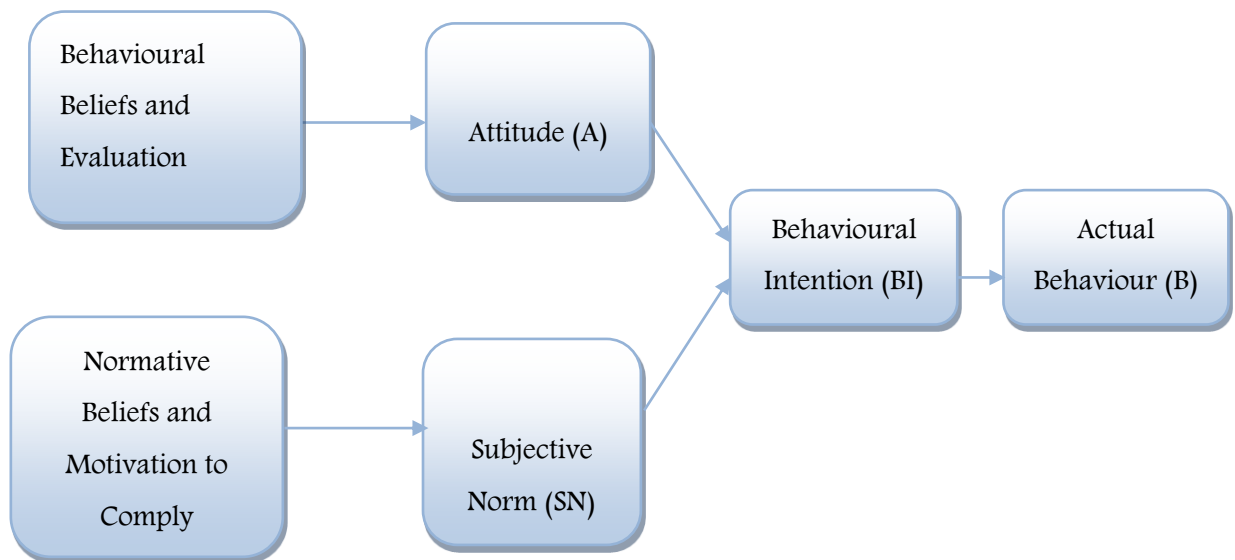 Behavioural
Beliefs and
Evaluation
Attitude (A)
Normative
Beliefs and
Motivation to
Comply
Subjective
Norm (SN)
Behavioural
Intention (BI)
Actual
Behaviour (B)